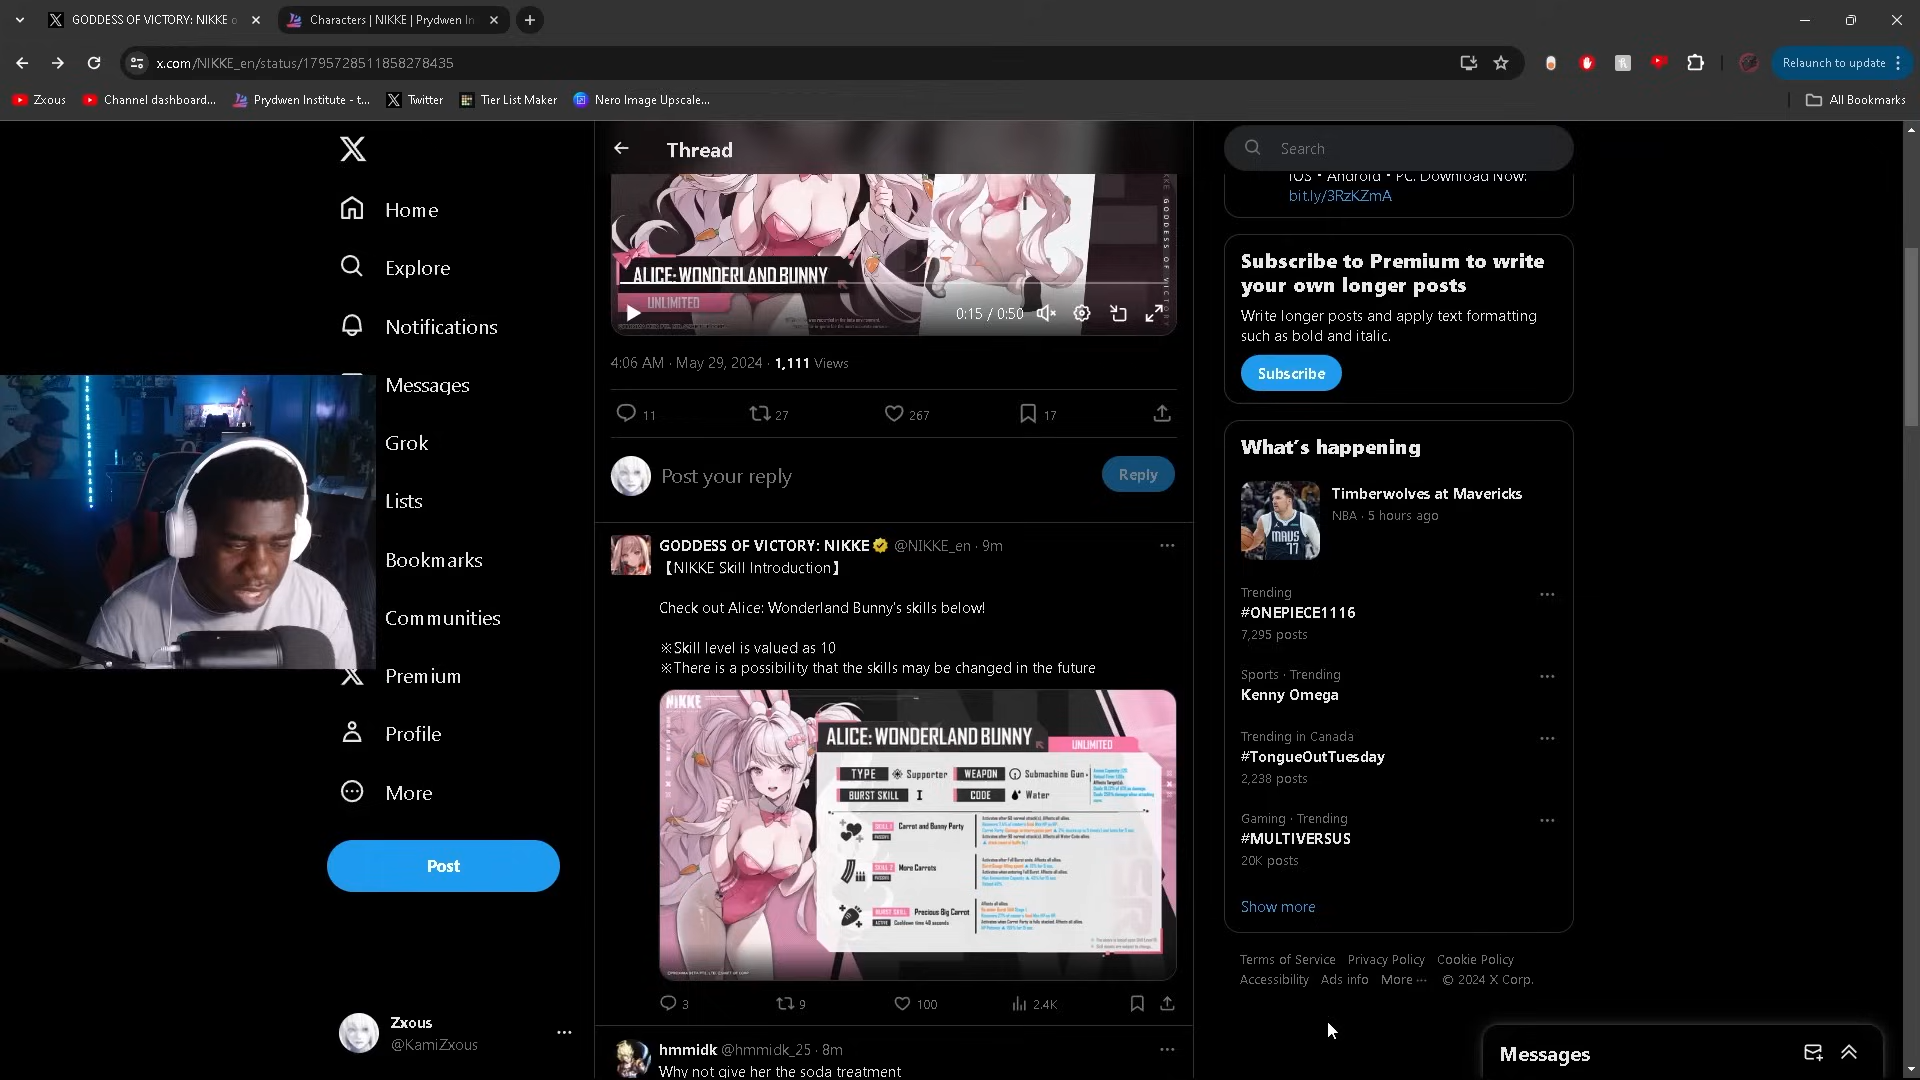 GODDESS OF VICTORY: NIKKE o
Characters | NIKKE | Prydwen In
x.com/NIKKE_en/status/1795728511858278435
Relaunch to update
Zxous
Channel dashboard...
Prydwen Institute - t...
Twitter
Tier List Maker
Nero Image Upscale...
All Bookmarks
Home
Explore
Notifications
Messages
Grok
Lists
Bookmarks
Communities
Premium
Profile
More
Post
Zxous
@KamiZxous
Thread
ALICE: WONDERLAND BUNNY
UNLIMITED
0:15 / 0:50
4:06 AM · May 29, 2024 · 1,111 Views
11
27
267
17
Post your reply
Reply
GODDESS OF VICTORY: NIKKE @NIKKE_en · 9m
【NIKKE Skill Introduction】
Check out Alice: Wonderland Bunny's skills below!
※Skill level is valued as 10
※There is a possibility that the skills may be changed in the future
NIKKE
ALICE: WONDERLAND BUNNY
UNLIMITED
TYPE Supporter WEAPON Submachine Gun
BURST SKILL I CODE Water
SKILL 1 Carrot and Bunny Party
SKILL 2 More Carrots
BURST SKILL Precious Big Carrot
ACTIVE Cooldown time 40 seconds
3
9
100
2.4K
hmmidk @hmmidk_25 · 8m
Why not give her the soda treatment
Search
iOS • Android • PC. Download Now:
bit.ly/3RzKZmA
Subscribe to Premium to write
your own longer posts
Write longer posts and apply text formatting
such as bold and italic.
Subscribe
What's happening
Timberwolves at Mavericks
NBA · 5 hours ago
MAVS
77
Trending
#ONEPIECE1116
7,295 posts
Sports · Trending
Kenny Omega
Trending in Canada
#TongueOutTuesday
2,238 posts
Gaming · Trending
#MULTIVERSUS
20K posts
Show more
Terms of Service Privacy Policy Cookie Policy
Accessibility Ads info More ··· © 2024 X Corp.
Messages